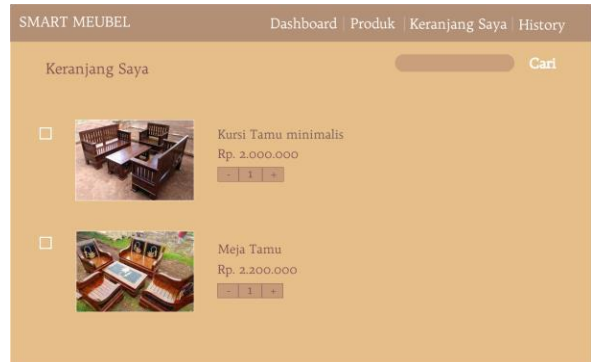 SMART MEUBEL
Dashboard | Produk | Keranjang Saya | History
Keranjang Saya
Cari
Kursi Tamu minimalis
Rp. 2.000.000
- 1 +
Meja Tamu
Rp. 2.200.000
- 1 +